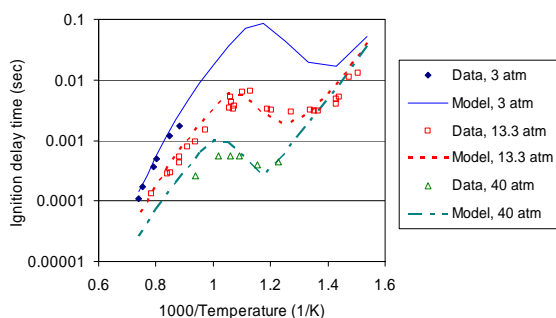 Ignition delay time (sec)
0.1
0.01
0.001
0.0001
0.00001
0.6
0.8
1
1.2
1.4
1.6
1000/Temperature (1/K)
Data, 3 atm
Model, 3 atm
Data, 13.3 atm
Model, 13.3 atm
Data, 40 atm
Model, 40 atm